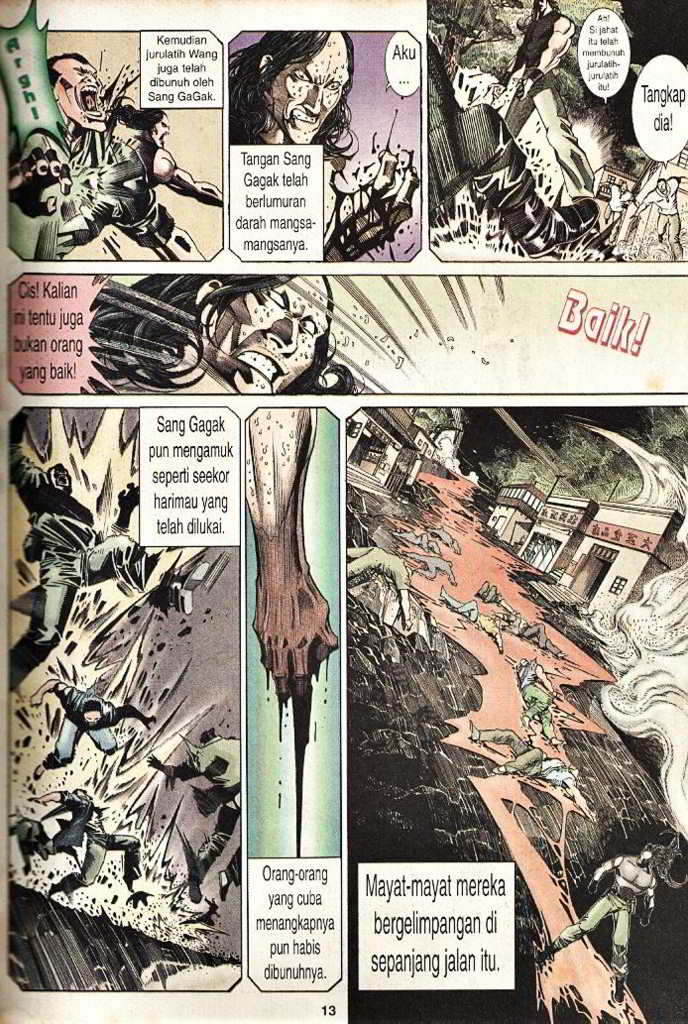 Argh!
Kemudian
jurulatih Wang
juga telah
dibunuh oleh
Sang GaGak.
Tangan Sang
Gagak telah
berlumuran
darah mangsa-
mangsanya.
Aku
...
Ah!
Si jahat
itu telah
membunuh
jurulatih-
jurulatih
itu!
Tangkap
dia!
Cis! Kalian
ini tentu juga
bukan orang
yang baik!
Baik!
Sang Gagak
pun mengamuk
seperti seekor
harimau yang
telah dilukai.
Orang-orang
yang cuba
menangkapnya
pun habis
dibunuhnya.
Mayat-mayat mereka
bergelimpangan di
sepanjang jalan itu.
13